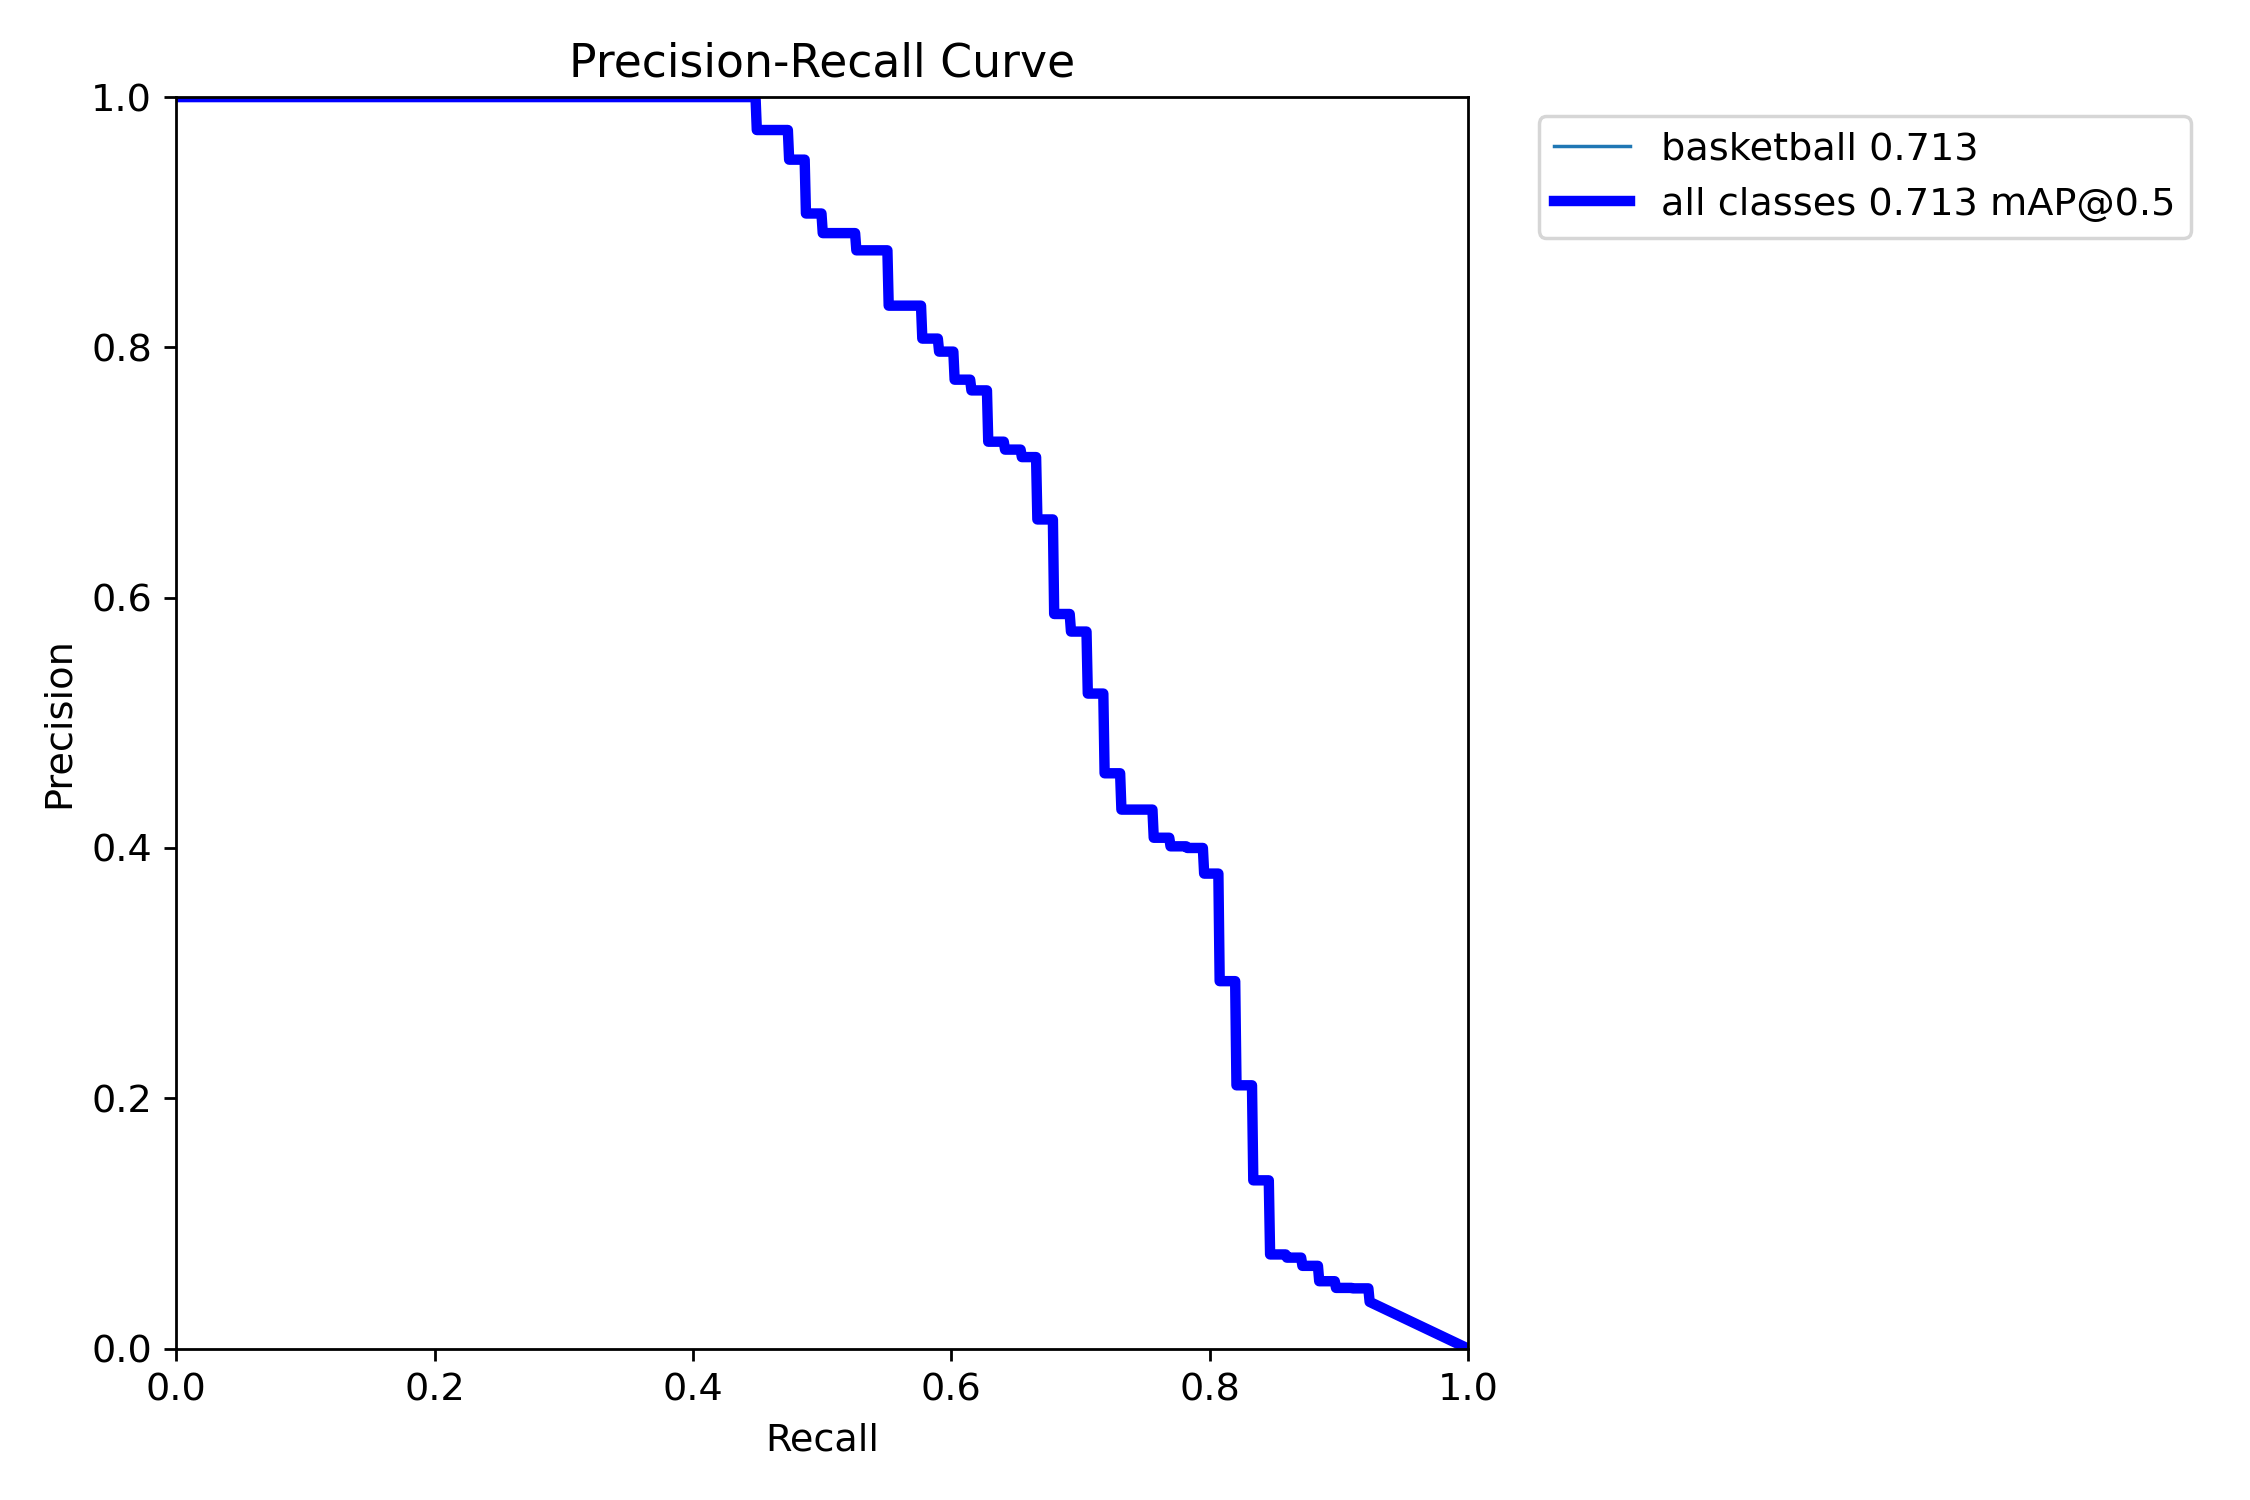 Precision-Recall Curve
1.0
0.8
0.6
0.4
0.2
0.0
Precision
0.0 0.2 0.4 0.6 0.8 1.0
Recall
basketball 0.713
all classes 0.713 mAP@0.5